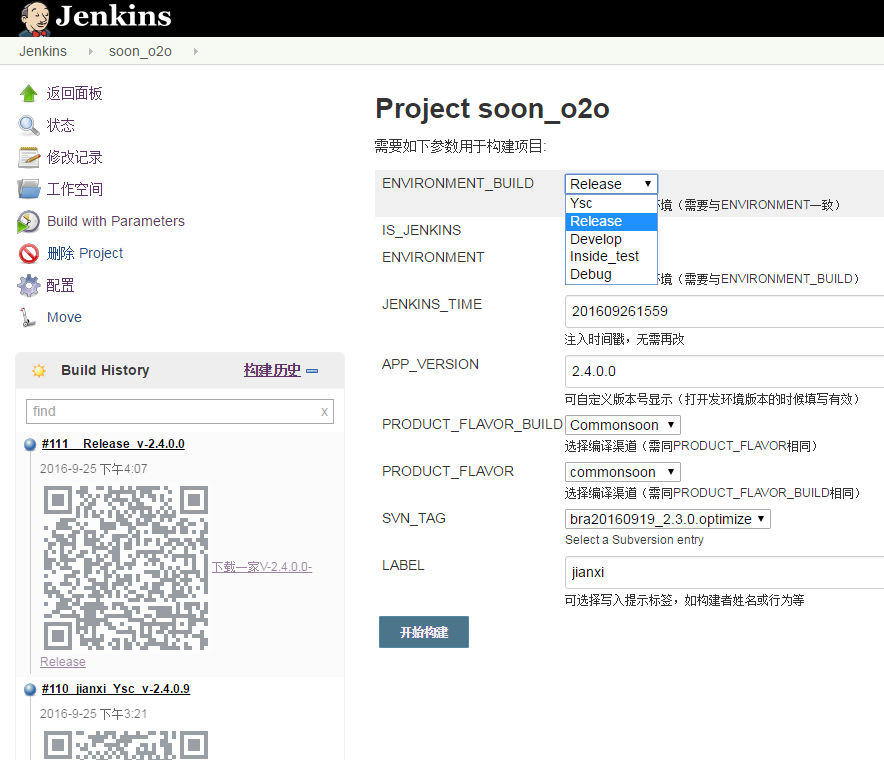 Jenkins
Jenkins soon_o2o
返回面板
状态
修改记录
工作空间
Build with Parameters
删除 Project
配置
Move
Build History 构建历史
find x
#111__Release_v-2.4.0.0
2016-9-25 下午4:07
下载一家V-2.4.0.0-
Release
#110_jianxi_Ysc_v-2.4.0.9
2016-9-25 下午3:21
Project soon_o2o
需要如下参数用于构建项目:
ENVIRONMENT_BUILD Release
Ysc
Release
Develop
Inside_test
Debug
境（需要与ENVIRONMENT一致）
IS_JENKINS
ENVIRONMENT
境（需要与ENVIRONMENT_BUILD）
JENKINS_TIME 201609261559
注入时间戳，无需再改
APP_VERSION 2.4.0.0
可自定义版本号显示（打开发环境版本的时候填写有效）
PRODUCT_FLAVOR_BUILD Commonsoon
选择编译渠道（需同PRODUCT_FLAVOR相同）
PRODUCT_FLAVOR commonsoon
选择编译渠道（需同PRODUCT_FLAVOR_BUILD相同）
SVN_TAG bra20160919_2.3.0.optimize
Select a Subversion entry
LABEL jianxi
可选择写入提示标签，如构建者姓名或行为等
开始构建